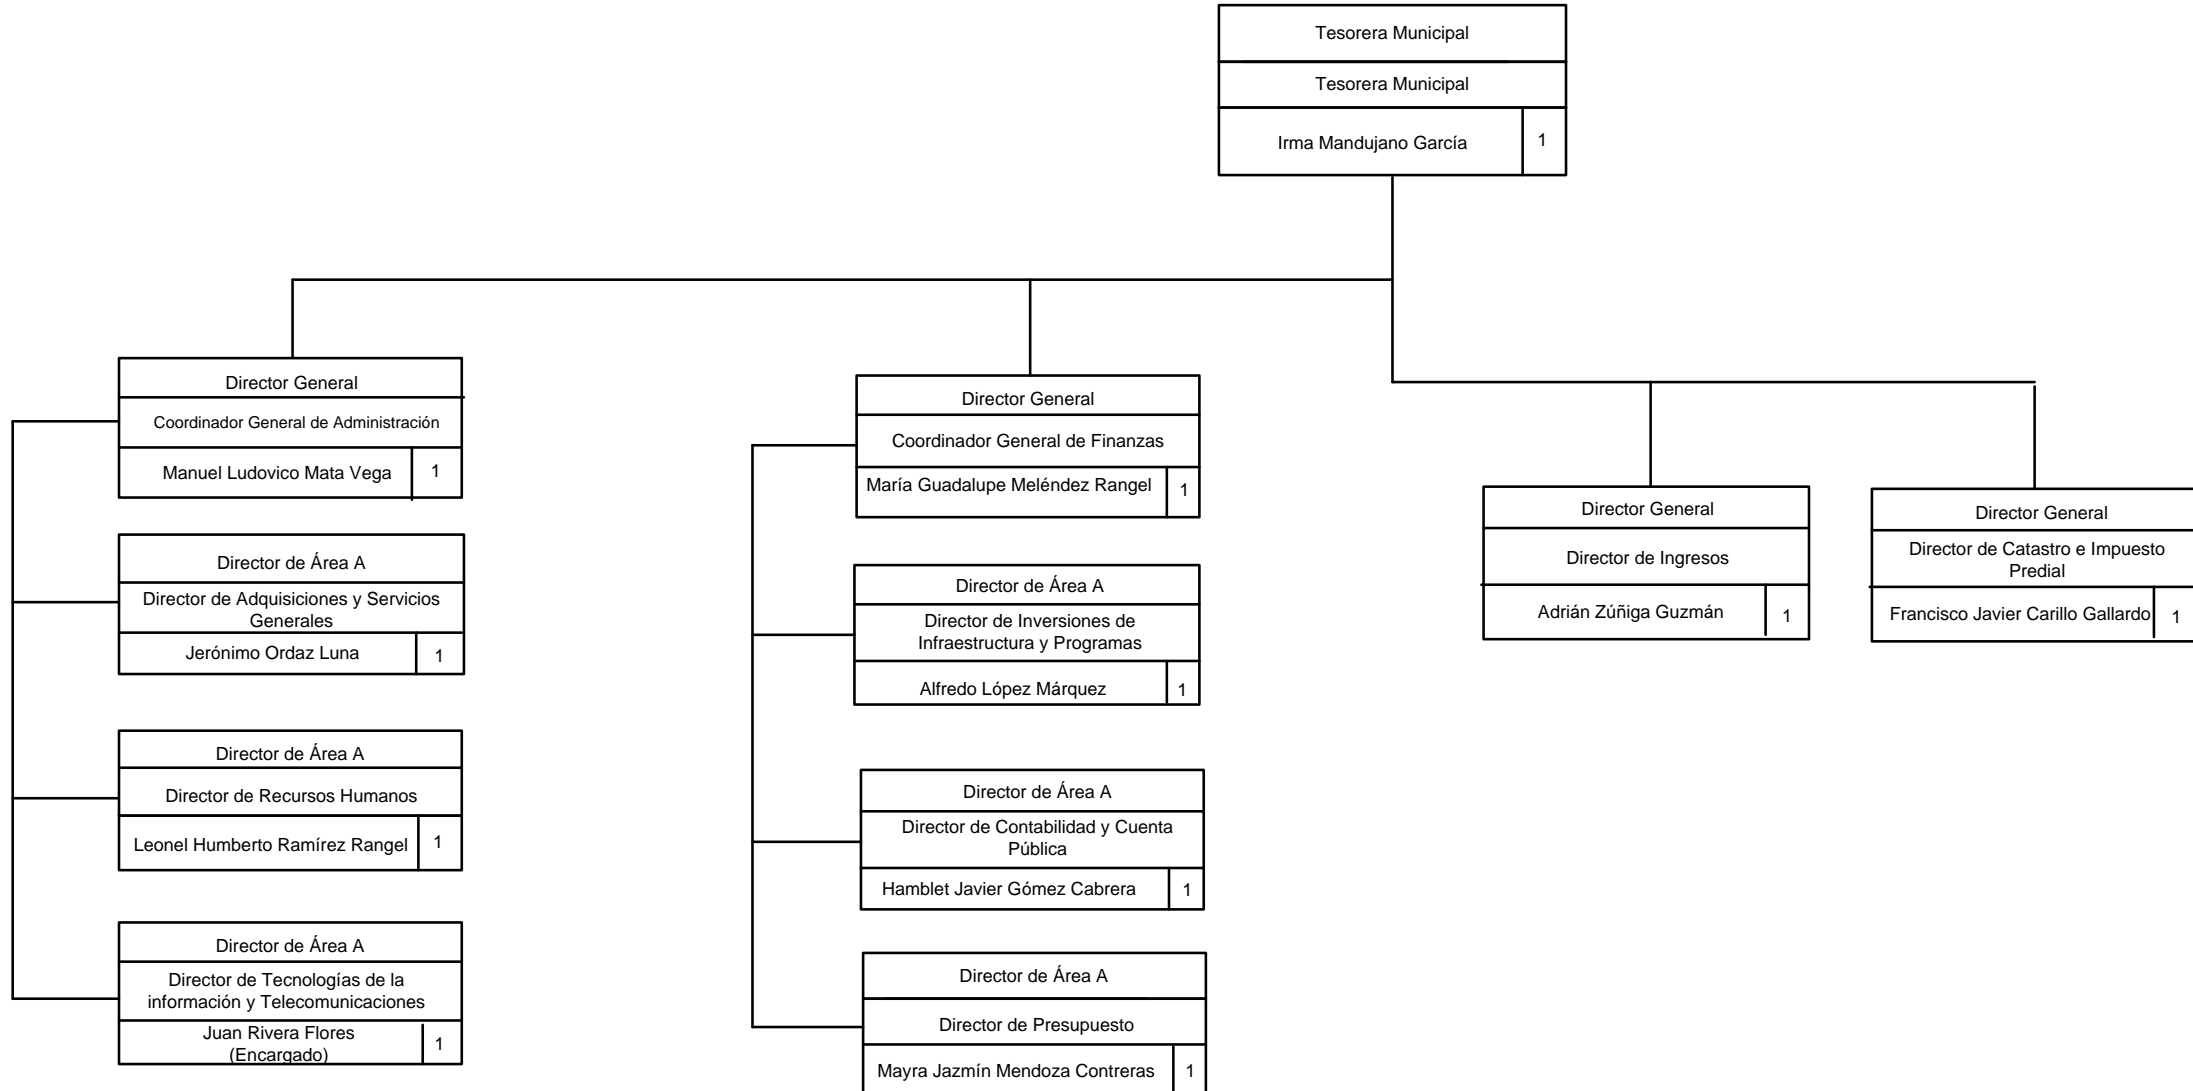 Tesorera Municipal
Tesorera Municipal
Irma Mandujano García
1
Director General
Coordinador General de Administración
Manuel Ludovico Mata Vega
1
Director de Área A
Director de Adquisiciones y Servicios
Generales
Jerónimo Ordaz Luna
1
Director de Área A
Director de Recursos Humanos
Leonel Humberto Ramírez Rangel
1
Director de Área A
Director de Tecnologías de la
información y Telecomunicaciones
Juan Rivera Flores
(Encargado)
1
Director General
Coordinador General de Finanzas
María Guadalupe Meléndez Rangel
1
Director de Área A
Director de Inversiones de
Infraestructura y Programas
Alfredo López Márquez
1
Director de Área A
Director de Contabilidad y Cuenta
Pública
Hamblet Javier Gómez Cabrera
1
Director de Área A
Director de Presupuesto
Mayra Jazmín Mendoza Contreras
1
Director General
Director de Ingresos
Adrián Zúñiga Guzmán
1
Director General
Director de Catastro e Impuesto
Predial
Francisco Javier Carillo Gallardo
1